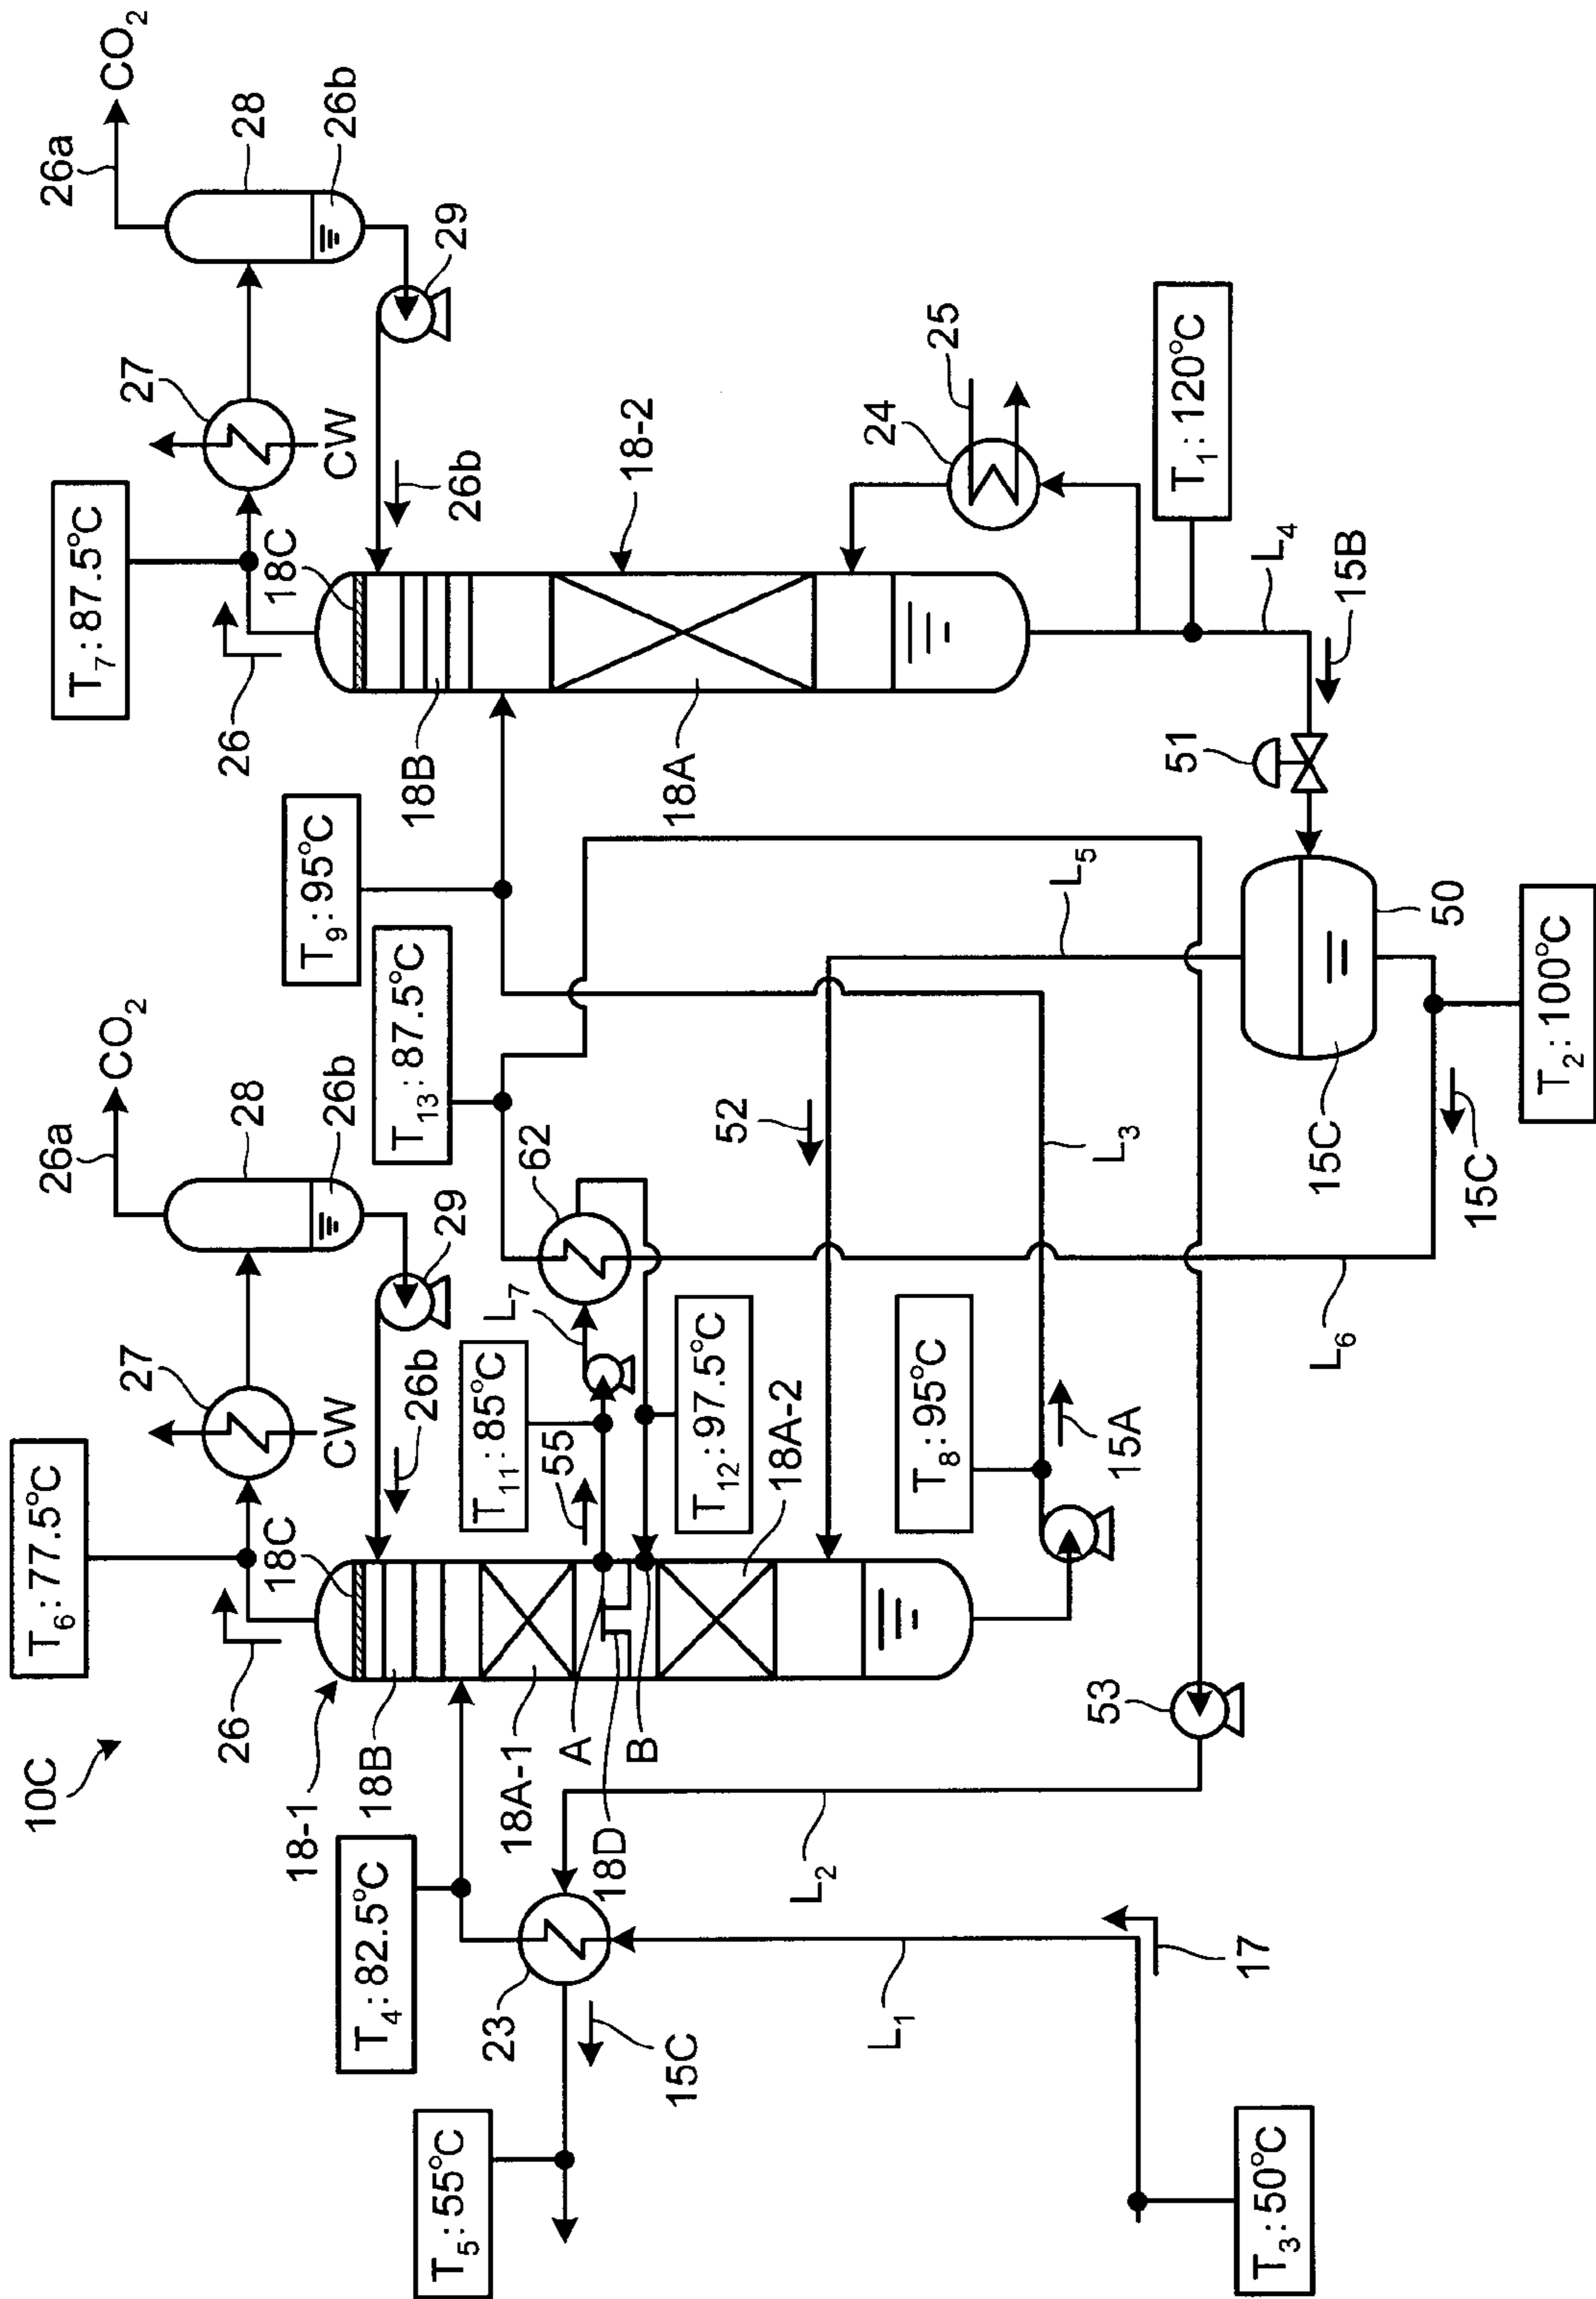 10C
T6: 77.5°C
26
18C
27
CW
26a
CO2
28
26b
29
26b
18-1
18B
T4: 82.5°C
18A-1
A
18D
B
T11: 85°C
55
L7
62
T13: 87.5°C
T12: 97.5°C
18A-2
T8: 95°C
15A
L3
52
L5
L6
23
T5: 55°C
15C
L1
L2
17
T3: 50°C
53
T7: 87.5°C
26
18C
27
CW
26a
CO2
28
26b
29
26b
T9: 95°C
18B
18-2
18A
24
25
T1: 120°C
L4
15B
51
50
15C
15C
T2: 100°C